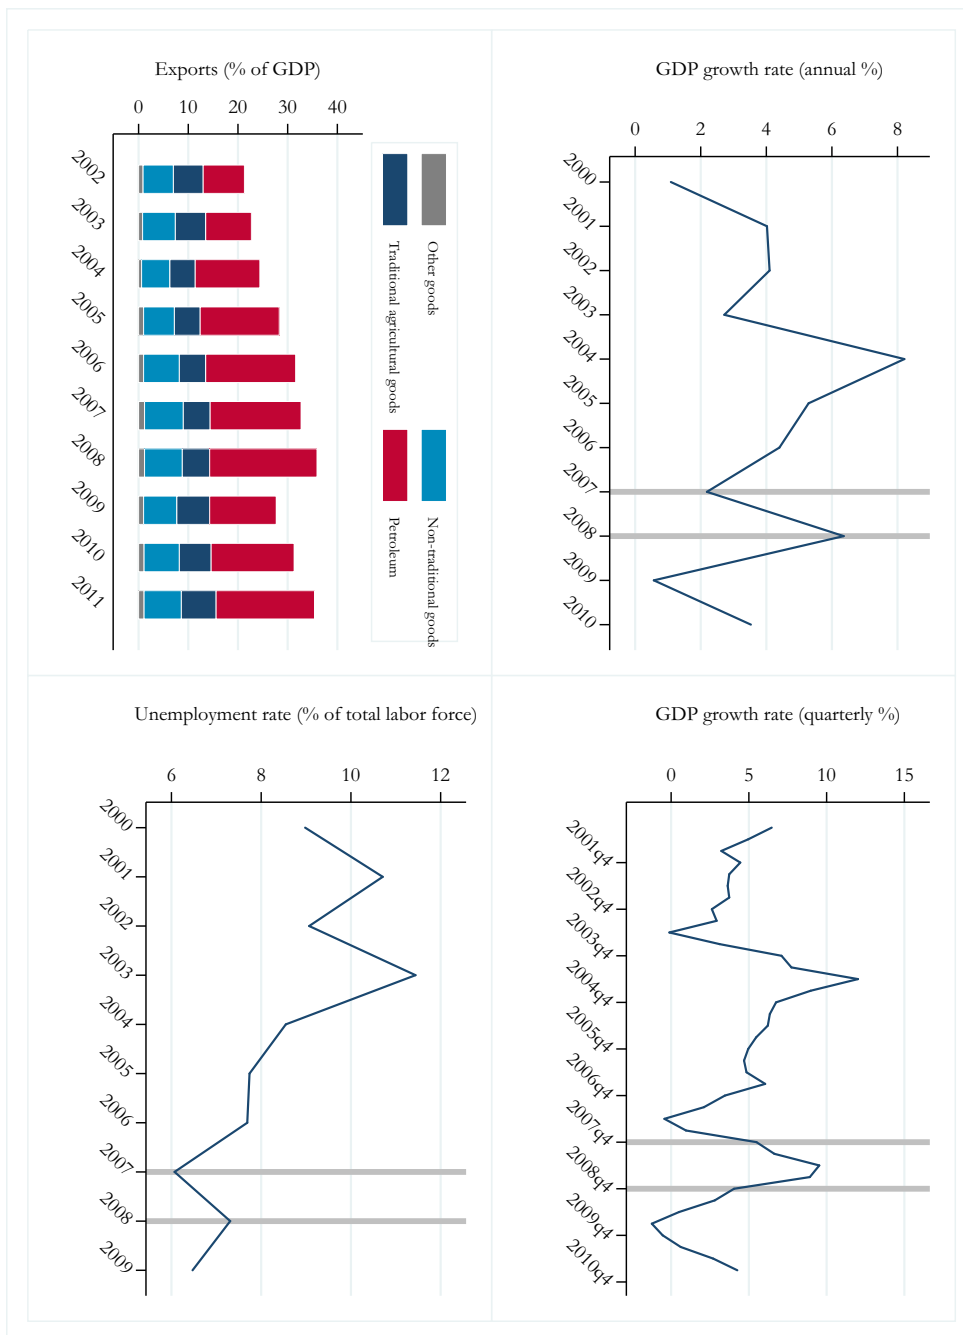 Exports (% of GDP)
0 10 20 30 40
2002
2003
2004
2005
2006
2007
2008
2009
2010
2011
Other goods
Traditional agricultural goods
Non-traditional goods
Petroleum
GDP growth rate (annual %)
0 2 4 6 8
2000
2001
2002
2003
2004
2005
2006
2007
2008
2009
2010
Unemployment rate (% of total labor force)
6 8 10 12
2000
2001
2002
2003
2004
2005
2006
2007
2008
2009
GDP growth rate (quarterly %)
0 5 10 15
2001q4
2002q4
2003q4
2004q4
2005q4
2006q4
2007q4
2008q4
2009q4
2010q4